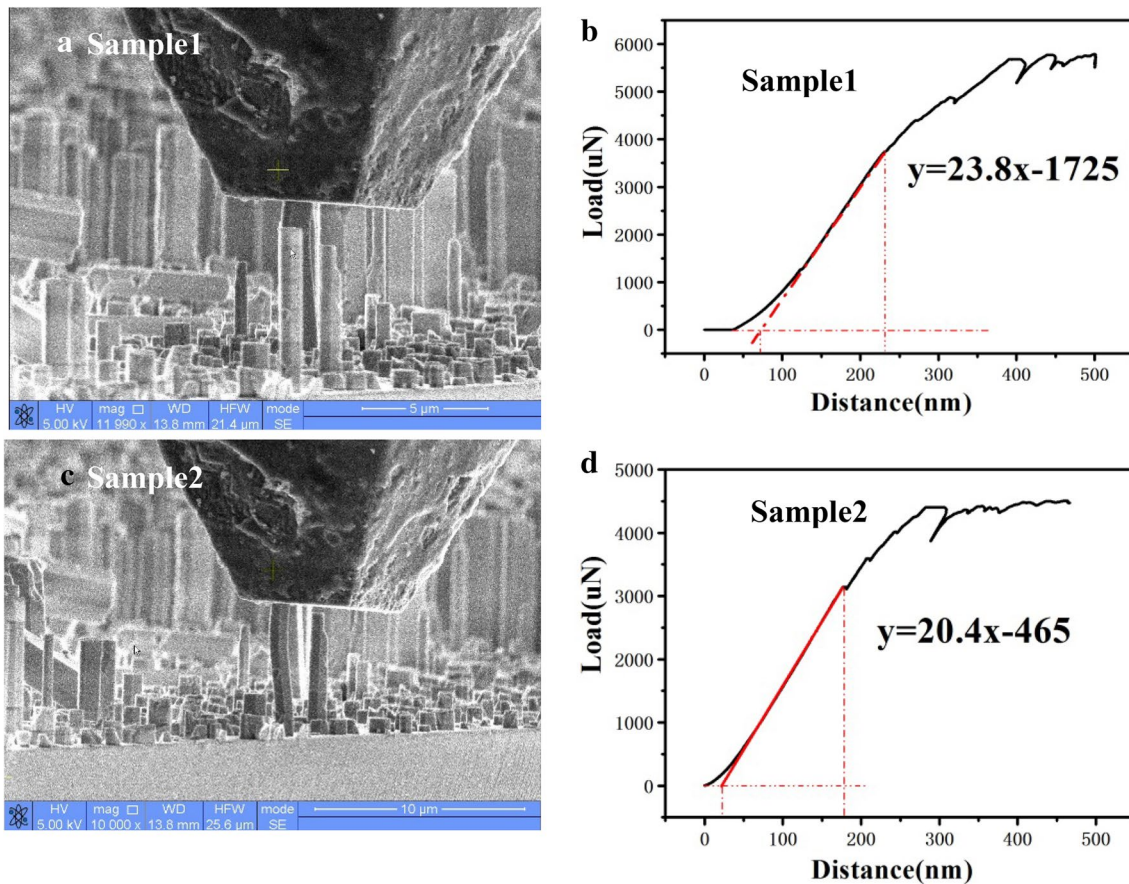 a Sample1
HV mag □ WD HFW mode
5.00 kV 11 990 x 13.8 mm 21.4 µm SE
5 µm
b
Sample1
y=23.8x-1725
Load(uN)
6000
5000
4000
3000
2000
1000
0
0 100 200 300 400 500
Distance(nm)
c Sample2
HV mag □ WD HFW mode
5.00 kV 10 000 x 13.8 mm 25.6 µm SE
10 µm
d
Sample2
y=20.4x-465
Load(uN)
5000
4000
3000
2000
1000
0
0 100 200 300 400 500
Distance(nm)